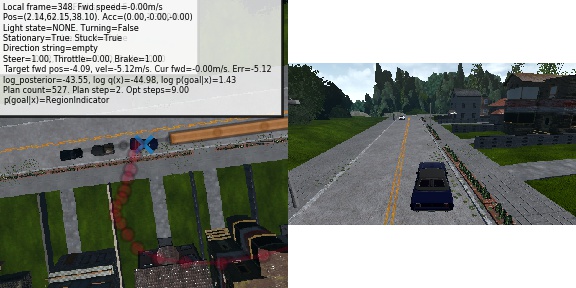 Local frame=348. Fwd speed=-0.00m/s
Pos=(2.14,62.15,38.10). Acc=(0.00,-0.00,-0.00)
Light state=NONE. Turning=False
Stationary=True. Stuck=True
Direction string=empty
Steer=1.00, Throttle=0.00, Brake=1.00
Target fwd pos=-4.09, vel=-5.12m/s. Cur fwd=-0.00m/s. Err=-5.12
log_posterior=-43.55, log q(x)=-44.98, log p(goal|x)=1.43
Plan count=527. Plan step=2. Opt steps=9.00
p(goal|x)=RegionIndicator